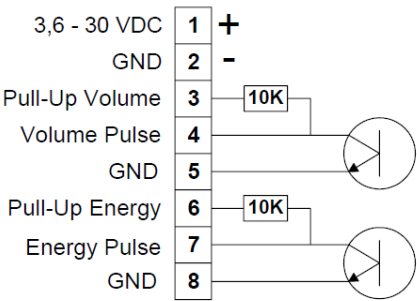 3,6 - 30 VDC 1 +
GND 2 -
Pull-Up Volume 3 10K
Volume Pulse 4
GND 5
Pull-Up Energy 6 10K
Energy Pulse 7
GND 8